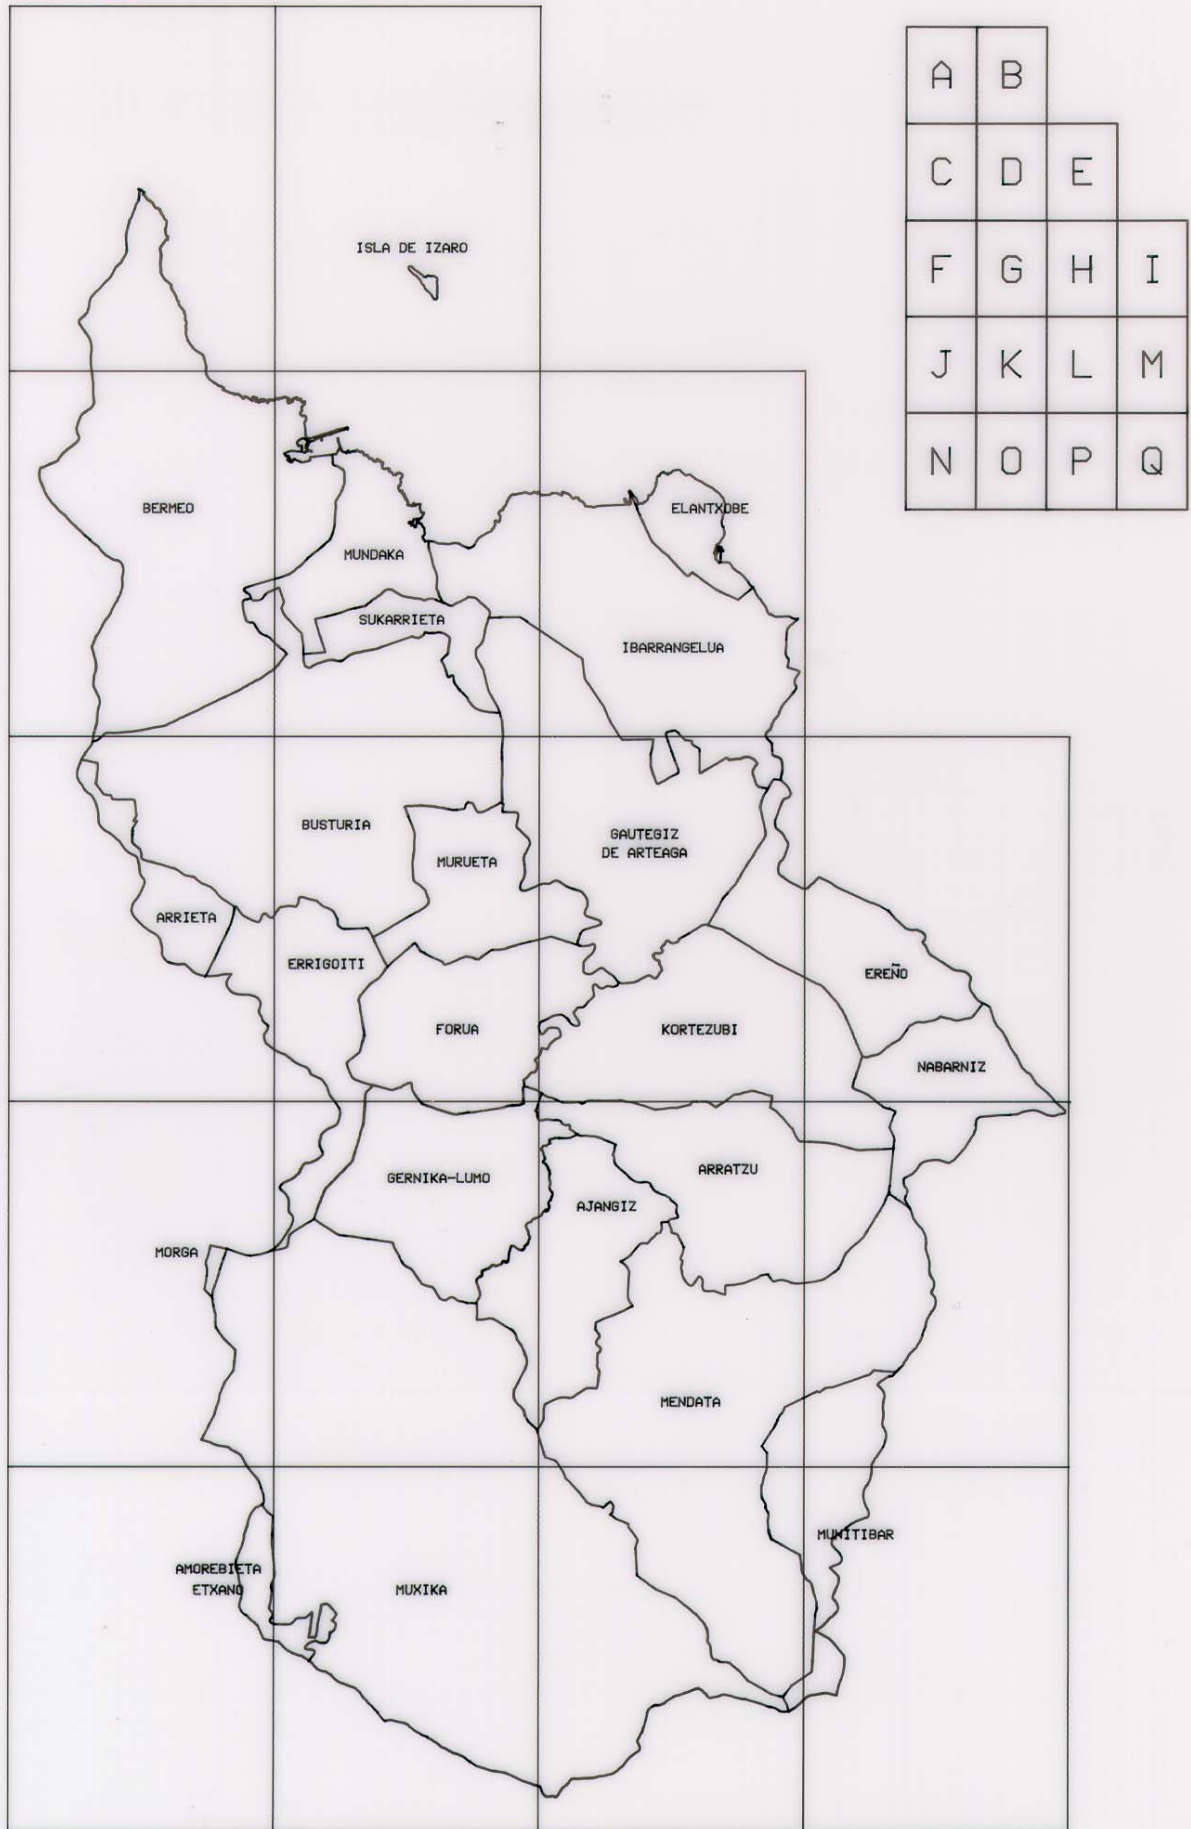 A B
C D E
F G H I
J K L M
N O P Q
ISLA DE IZARO
BERMEO
ELANTXOBE
MUNDAKA
SUKARRIETA
IBARRANGELUA
BUSTURIA
GAUTEGIZ
DE ARTEAGA
MURUETA
ARRIETA
ERRIGOITI
EREÑO
FORUA
KORTEZUBI
NABARNIZ
GERNIKA-LUMO
ARRATZU
AJANGIZ
MORGA
MENDATA
MUNITIBAR
AMOREBIETA
ETXANO
MUXIKA